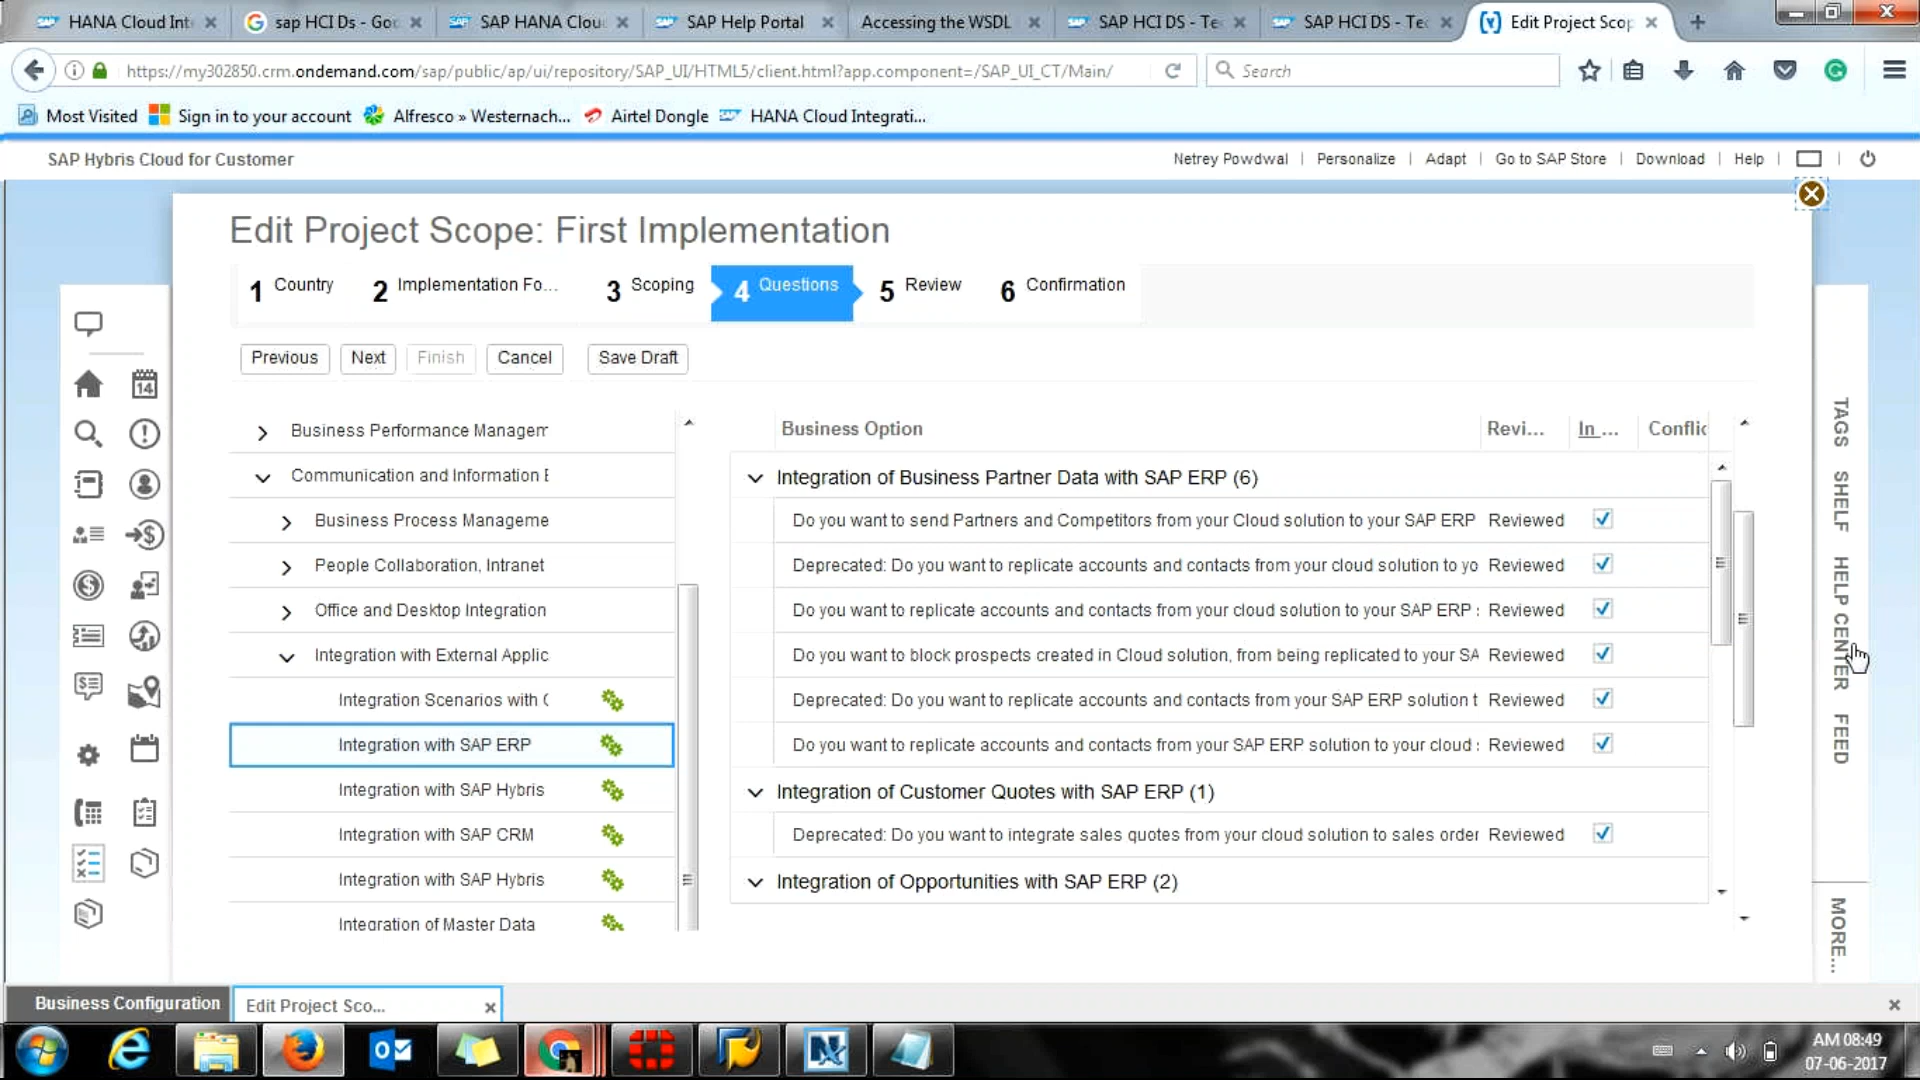 HANA Cloud Int
sap HCI Ds - Go
SAP HANA Clou
SAP Help Portal
Accessing the WSDL
SAP HCI DS - Te
SAP HCI DS - Te
Edit Project Scop
https://my302850.crm.ondemand.com/sap/public/ap/ui/repository/SAP_UI/HTML5/client.html?app.component=/SAP_UI_CT/Main/
Search
Most Visited
Sign in to your account
Alfresco » Westernach...
Airtel Dongle
HANA Cloud Integrati...
SAP Hybris Cloud for Customer
Netrey Powdwal
Personalize
Adapt
Go to SAP Store
Download
Help
Edit Project Scope: First Implementation
1 Country
2 Implementation Fo...
3 Scoping
4 Questions
5 Review
6 Confirmation
Previous
Next
Finish
Cancel
Save Draft
Business Performance Managem
Communication and Information E
Business Process Manageme
People Collaboration, Intranet
Office and Desktop Integration
Integration with External Applic
Integration Scenarios with C
Integration with SAP ERP
Integration with SAP Hybris
Integration with SAP CRM
Integration with SAP Hybris
Integration of Master Data
Business Option
Revi...
In ...
Conflic
Integration of Business Partner Data with SAP ERP (6)
Do you want to send Partners and Competitors from your Cloud solution to your SAP ERP Reviewed
Deprecated: Do you want to replicate accounts and contacts from your cloud solution to yo Reviewed
Do you want to replicate accounts and contacts from your cloud solution to your SAP ERP : Reviewed
Do you want to block prospects created in Cloud solution, from being replicated to your SA Reviewed
Deprecated: Do you want to replicate accounts and contacts from your SAP ERP solution t Reviewed
Do you want to replicate accounts and contacts from your SAP ERP solution to your cloud : Reviewed
Integration of Customer Quotes with SAP ERP (1)
Deprecated: Do you want to integrate sales quotes from your cloud solution to sales order Reviewed
Integration of Opportunities with SAP ERP (2)
TAGS
SHELF
HELP CENTER
FEED
MORE...
14
Business Configuration
Edit Project Sco...
AM 08:49
07-06-2017